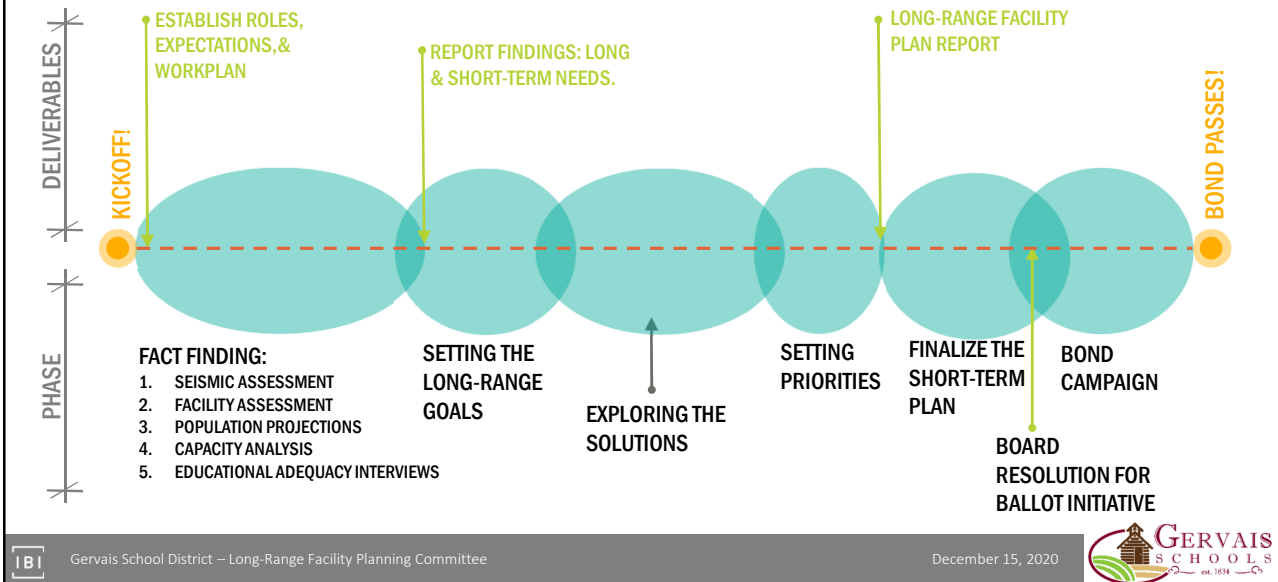 DELIVERABLES
ESTABLISH ROLES,
EXPECTATIONS,&
WORKPLAN
REPORT FINDINGS: LONG
& SHORT-TERM NEEDS.
LONG-RANGE FACILITY
PLAN REPORT
KICKOFF!
BOND PASSES!
PHASE
FACT FINDING:
1. SEISMIC ASSESSMENT
2. FACILITY ASSESSMENT
3. POPULATION PROJECTIONS
4. CAPACITY ANALYSIS
5. EDUCATIONAL ADEQUACY INTERVIEWS
SETTING THE
LONG-RANGE
GOALS
EXPLORING THE
SOLUTIONS
SETTING
PRIORITIES
FINALIZE THE
SHORT-TERM
PLAN
BOND
CAMPAIGN
BOARD
RESOLUTION FOR
BALLOT INITIATIVE
IBI
Gervais School District – Long-Range Facility Planning Committee
December 15, 2020
GERVAIS
SCHOOLS
est. 1834